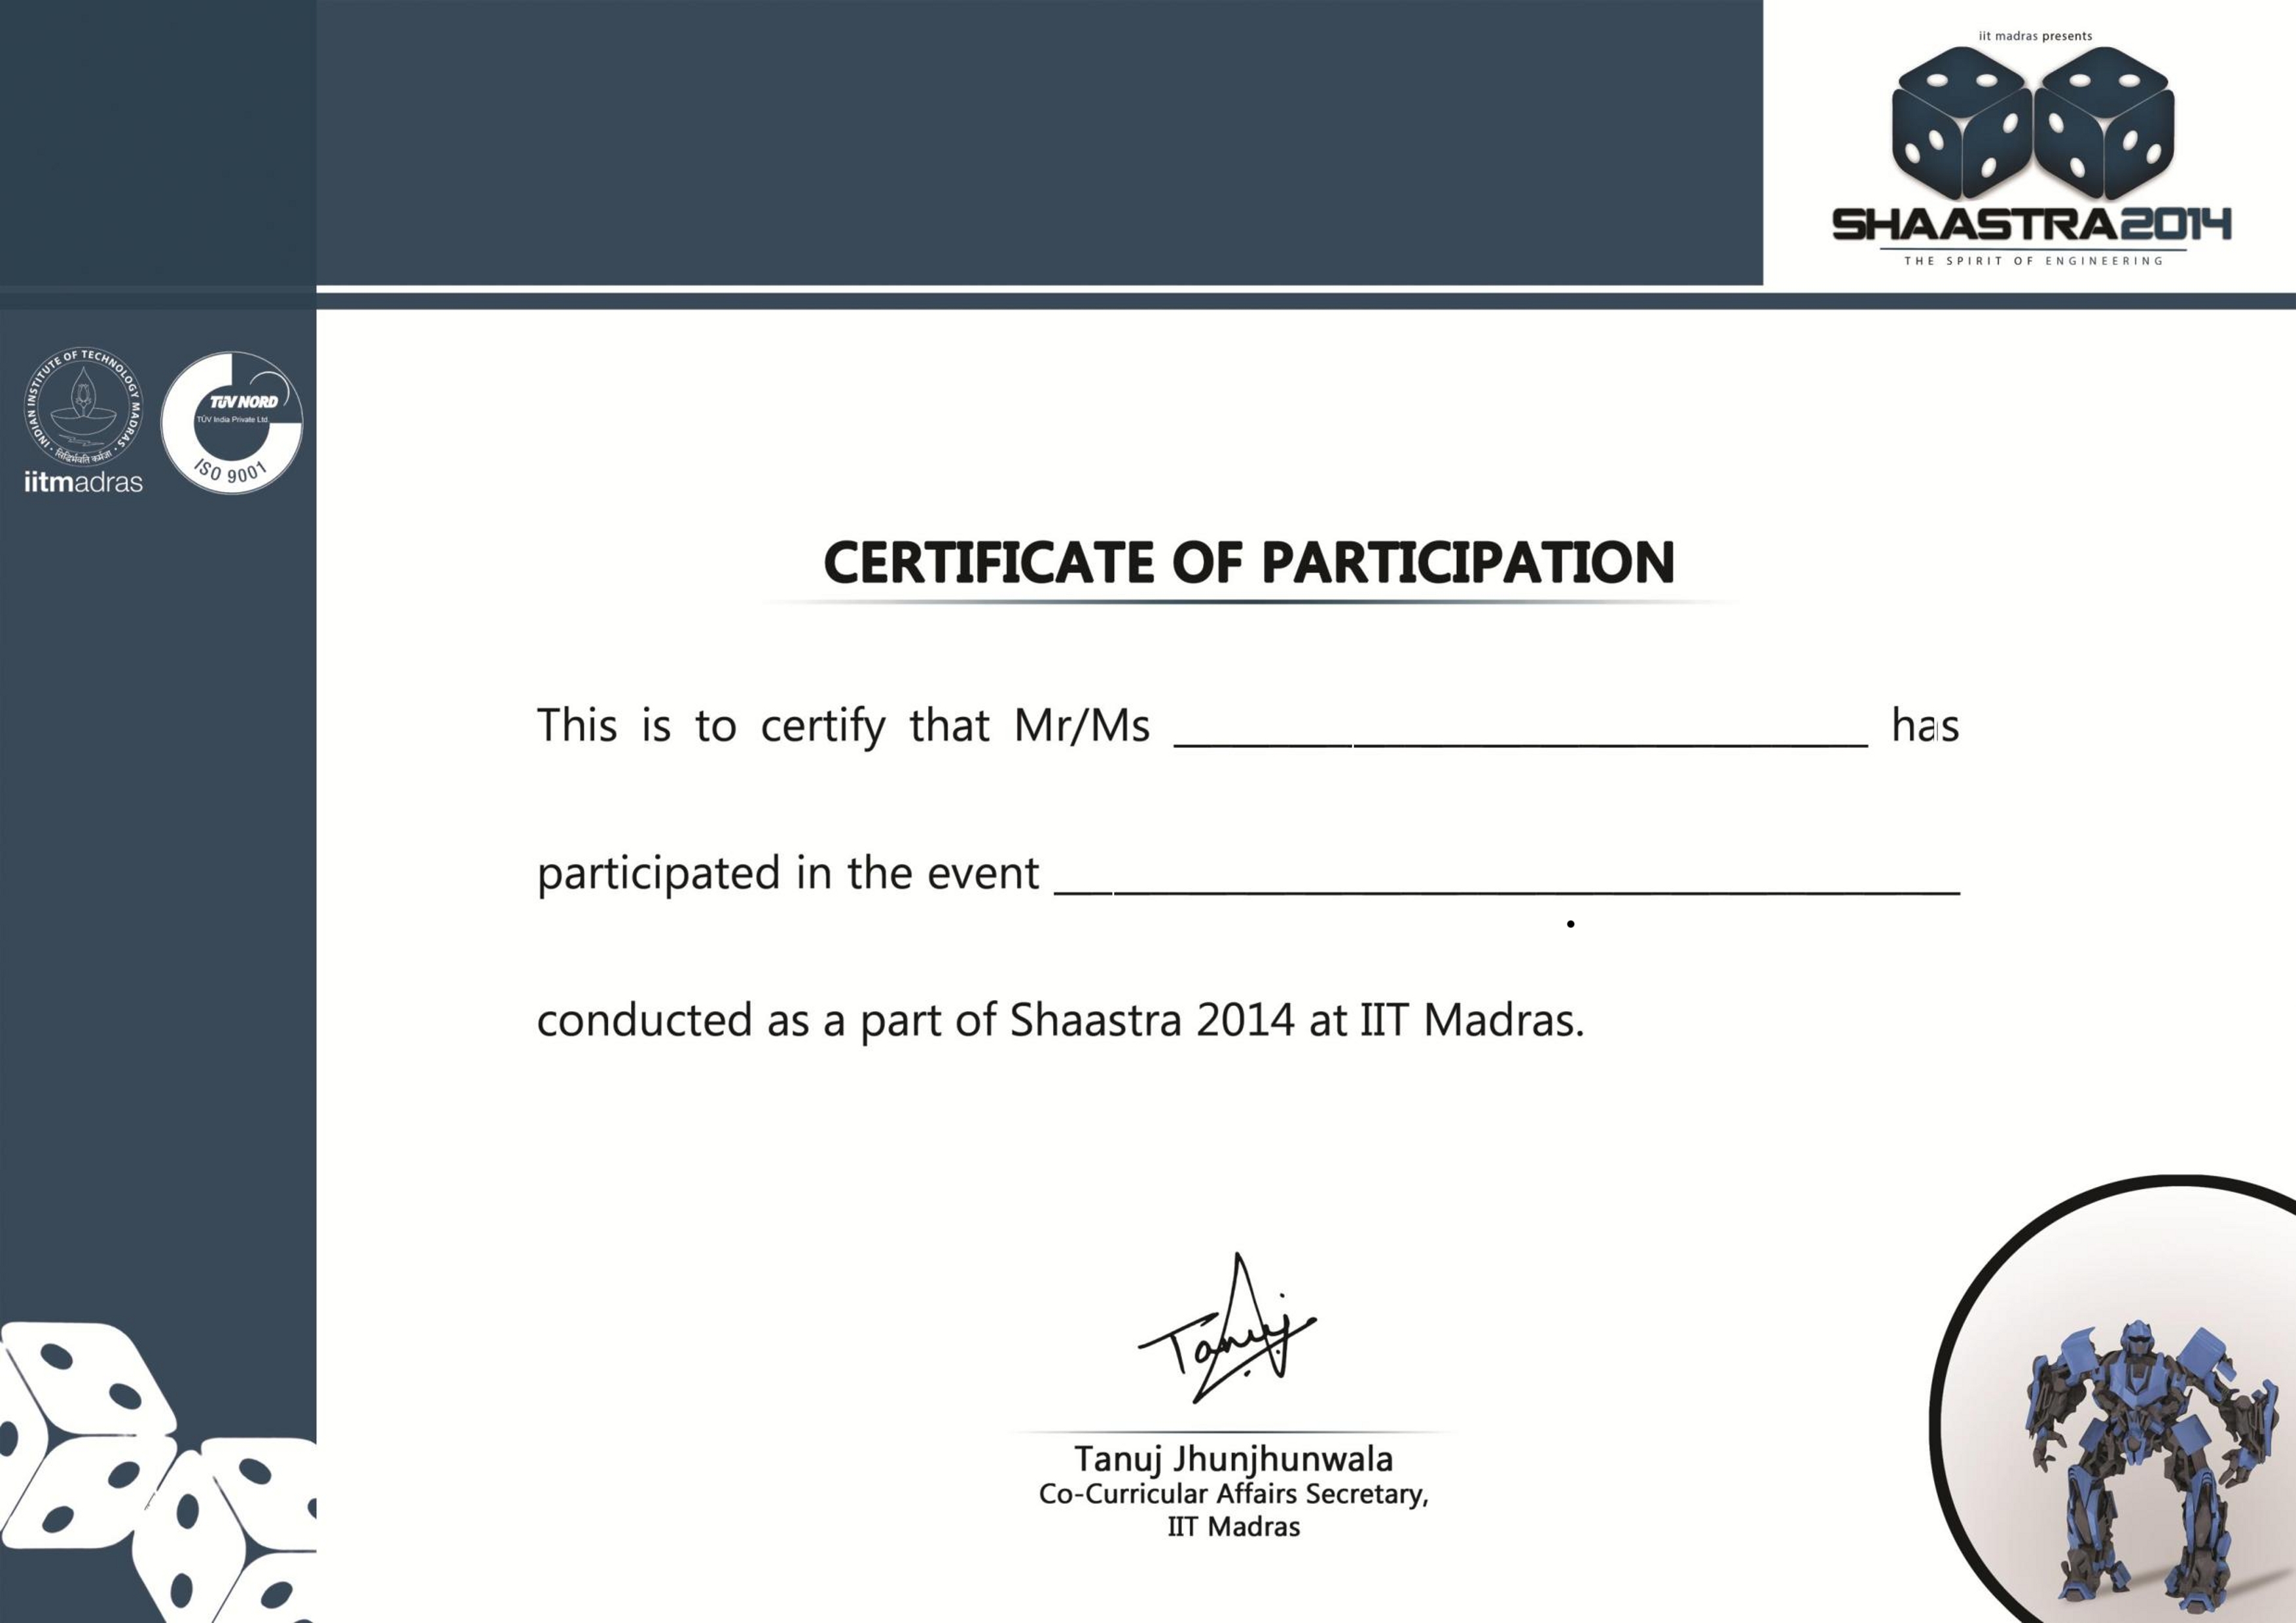 iit madras presents
SHAASTRA2014
THE SPIRIT OF ENGINEERING
INDIAN INSTITUTE OF TECHNOLOGY MADRAS
सिद्धिर्भवति कर्मजा
iitmadras
TÜV NORD
TÜV India Private Ltd.
ISO 9001
CERTIFICATE OF PARTICIPATION
This is to certify that Mr/Ms ______________________________ has
participated in the event ______________________________
conducted as a part of Shaastra 2014 at IIT Madras.
Tanuj
Tanuj Jhunjhunwala
Co-Curricular Affairs Secretary,
IIT Madras